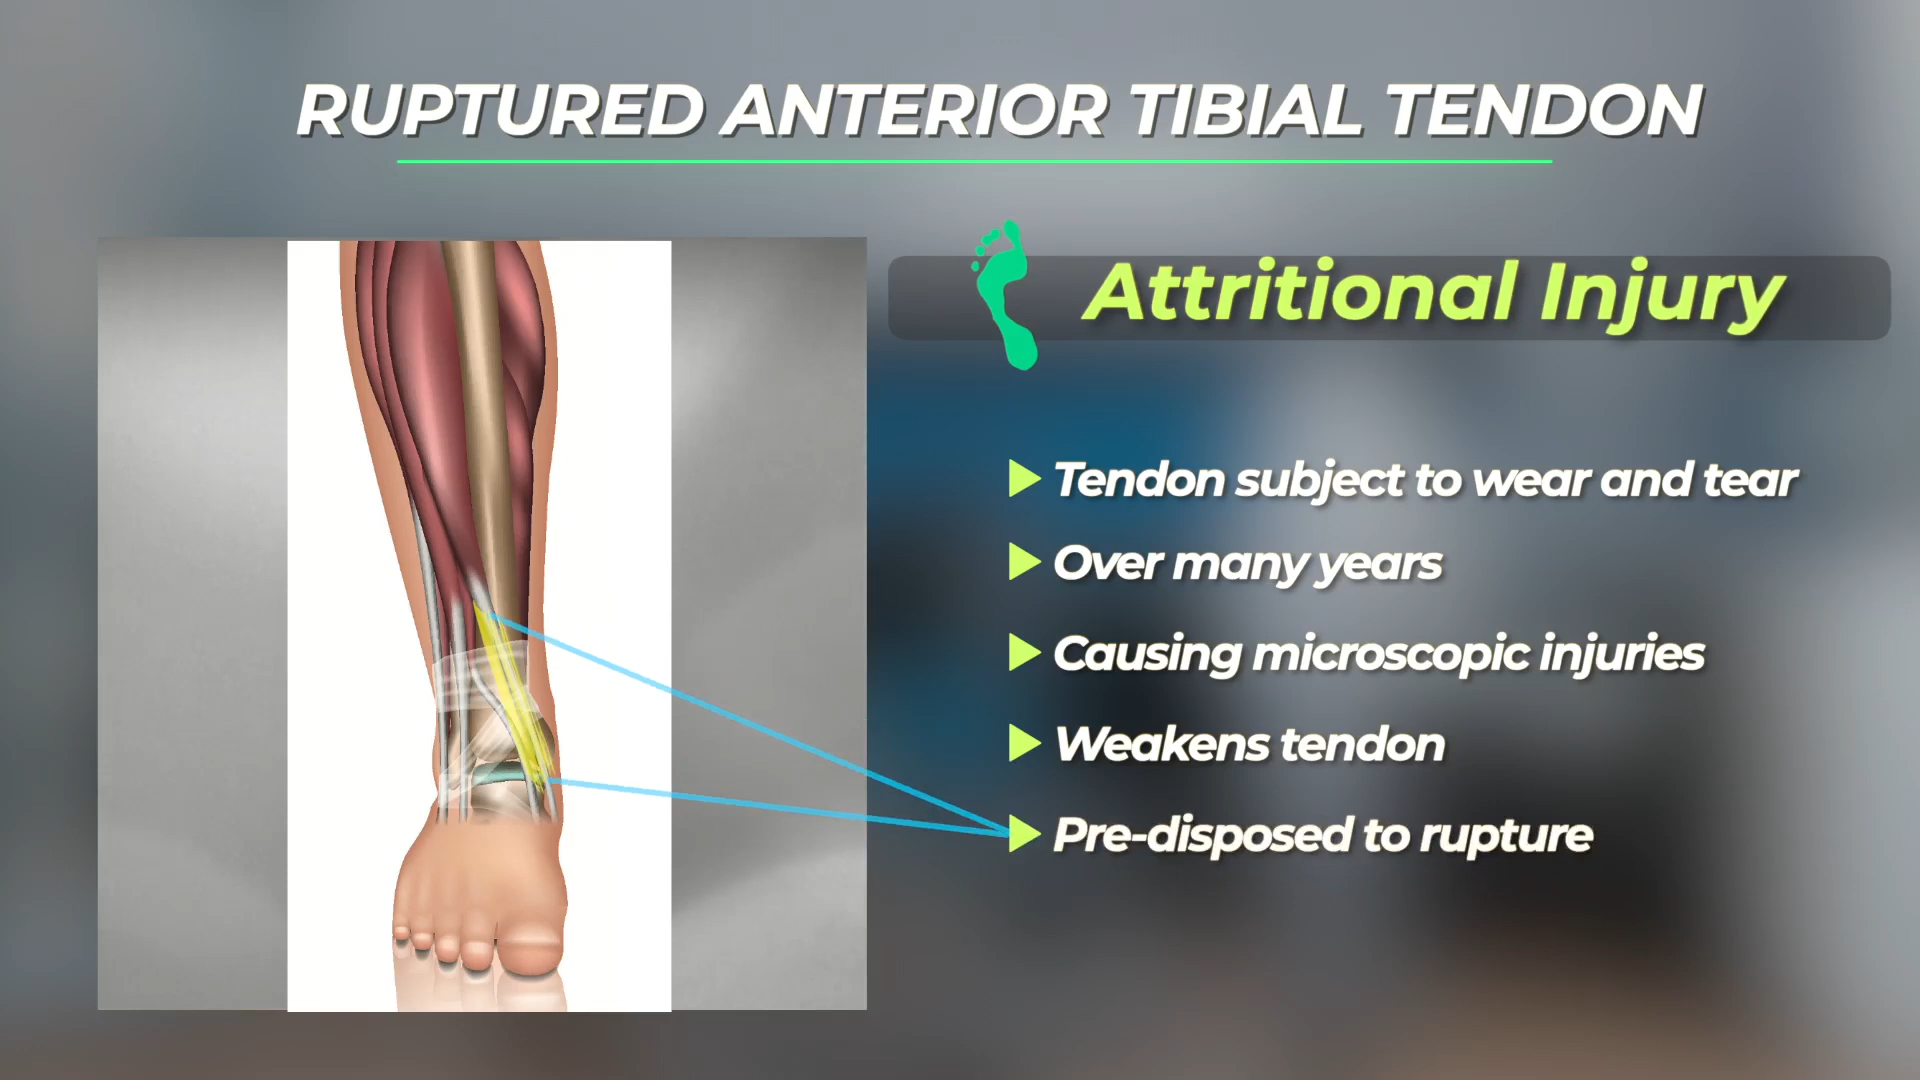 RUPTURED ANTERIOR TIBIAL TENDON
Attritional Injury
Tendon subject to wear and tear
Over many years
Causing microscopic injuries
Weakens tendon
Pre-disposed to rupture